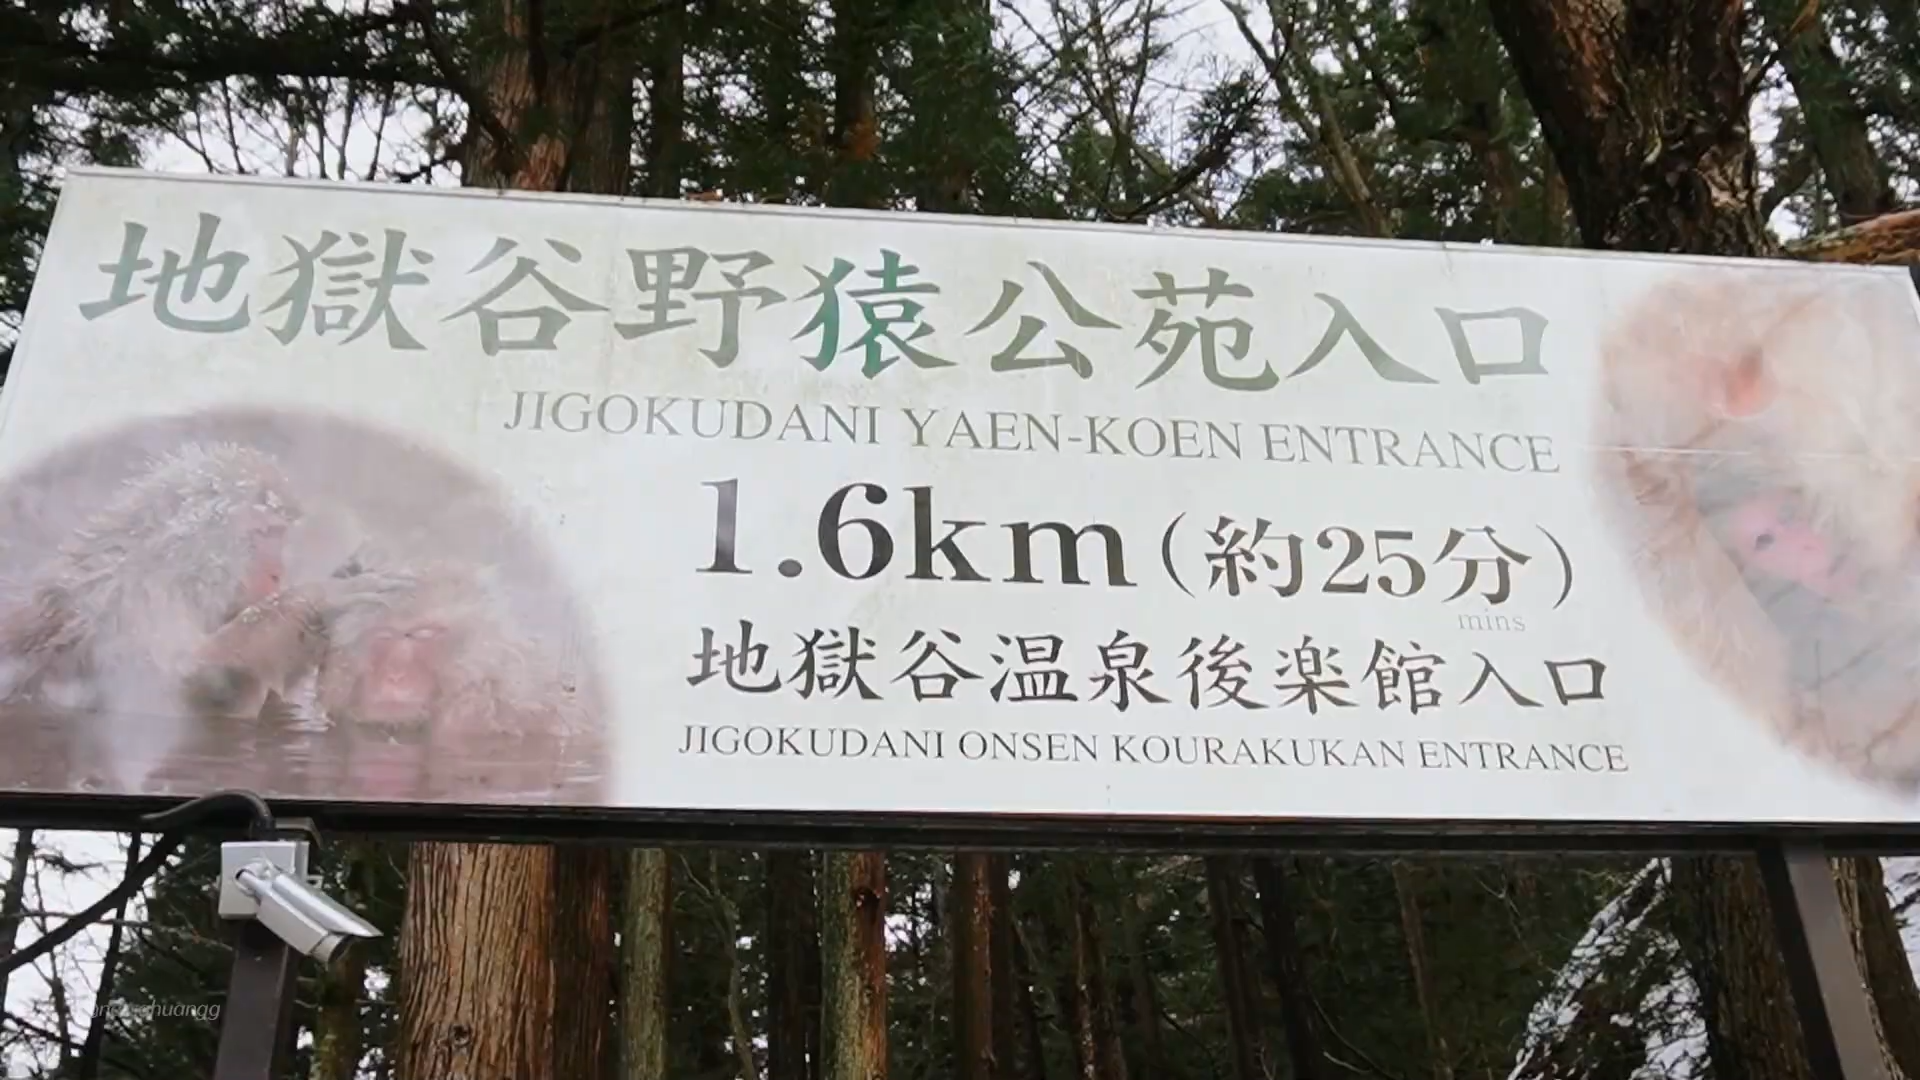 地獄谷野猿公苑入口
JIGOKUDANI YAEN-KOEN ENTRANCE
1.6km(約25分)
mins
地獄谷温泉後楽館入口
JIGOKUDANI ONSEN KOURAKUKAN ENTRANCE